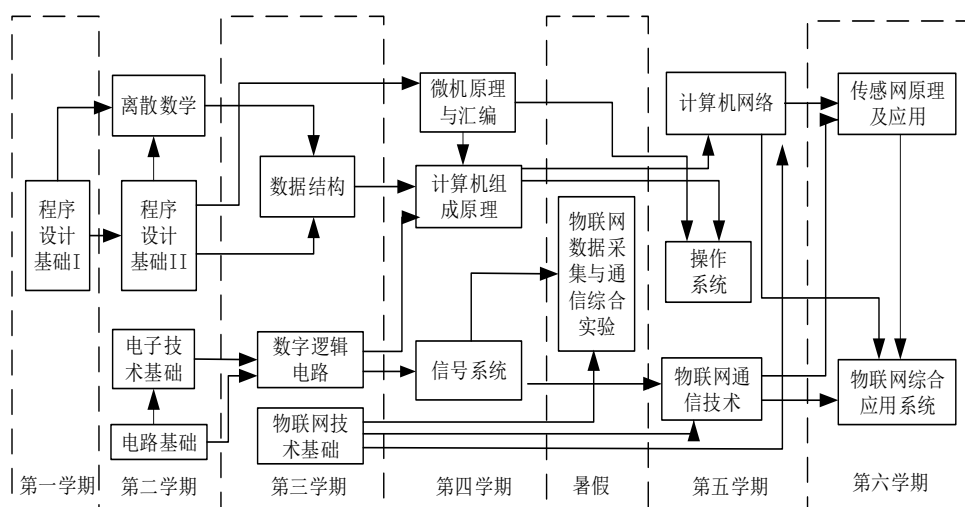 离散数学
程序
设计
基础I
程序
设计
基础II
电子技
术基础
电路基础
数据结构
数字逻辑
电路
物联网技
术基础
微机原理
与汇编
计算机组
成原理
信号系统
物联网
数据采
集与通
信综合
实验
计算机网络
操作
系统
物联网通
信技术
传感网原理
及应用
物联网综合
应用系统
第一学期
第二学期
第三学期
第四学期
暑假
第五学期
第六学期